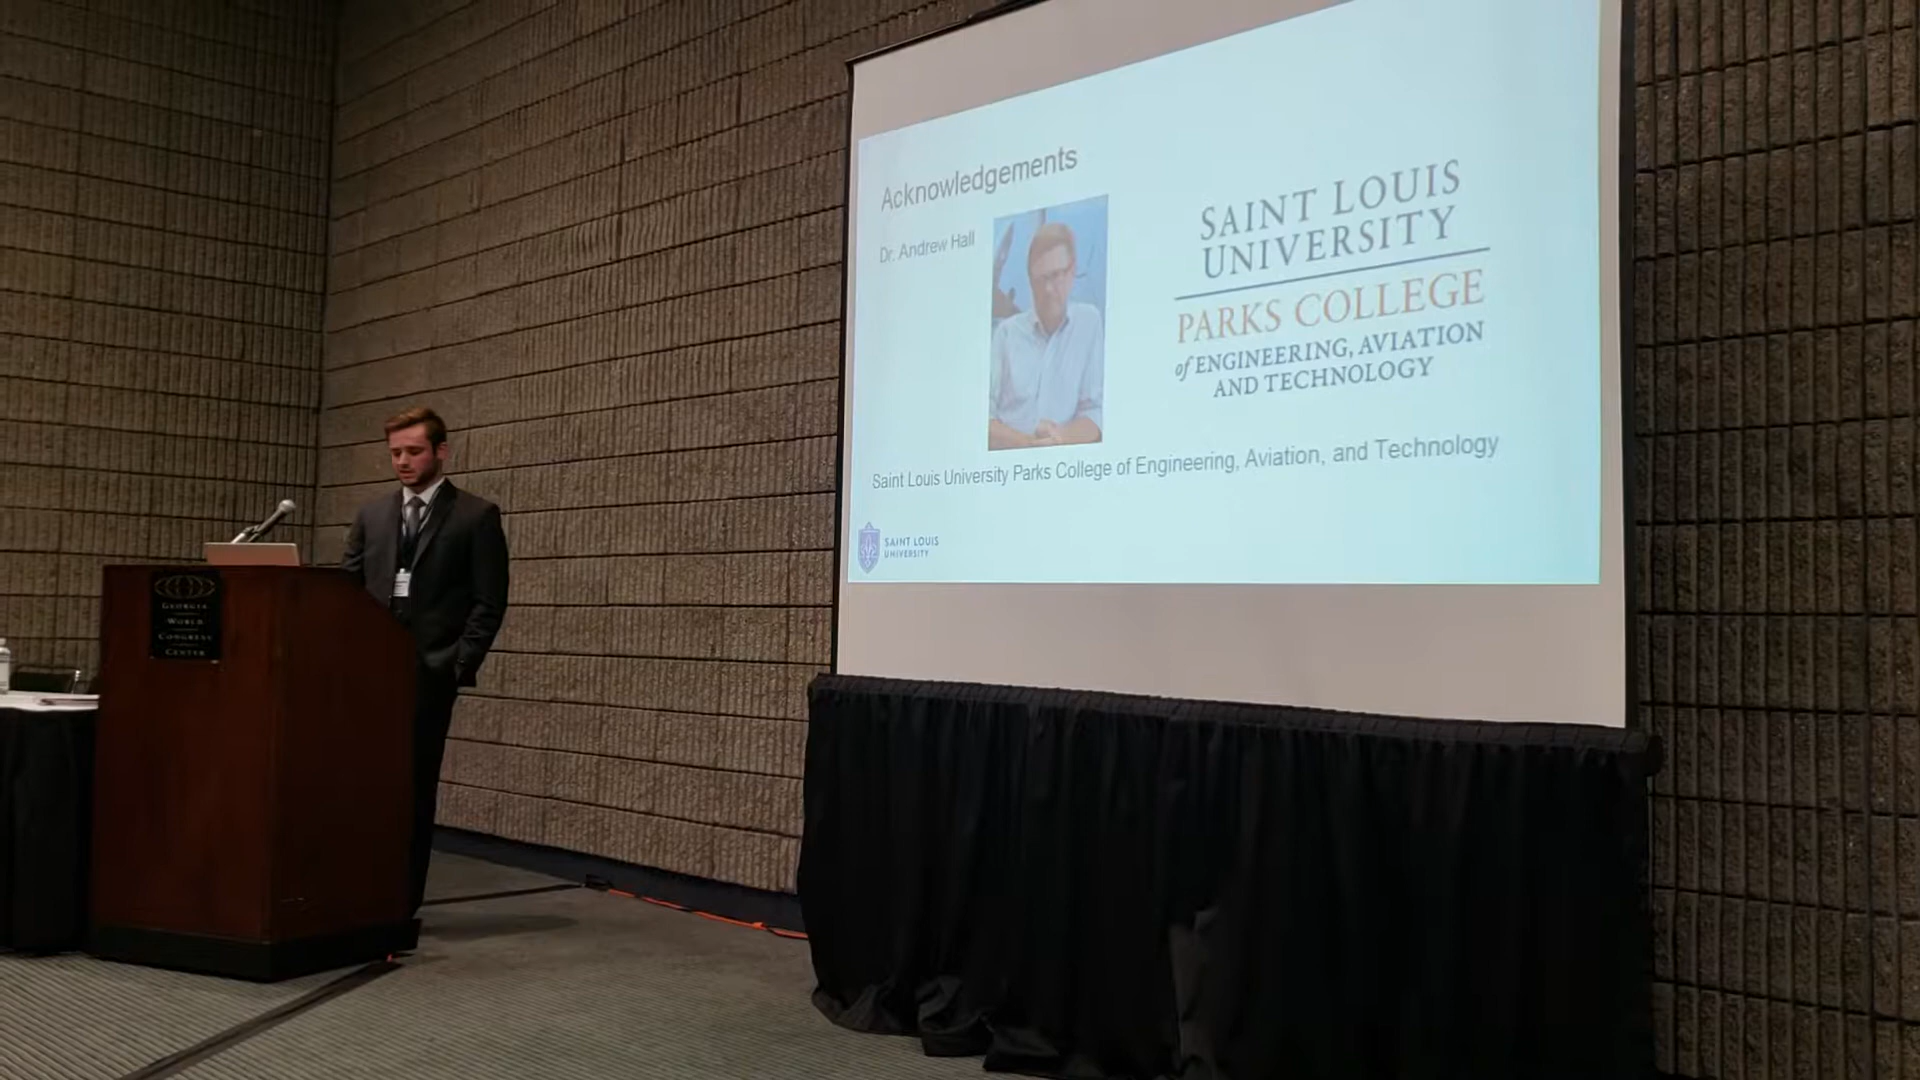 Acknowledgements
Dr. Andrew Hall
SAINT LOUIS
UNIVERSITY
PARKS COLLEGE
of ENGINEERING, AVIATION
AND TECHNOLOGY
Saint Louis University Parks College of Engineering, Aviation, and Technology
SAINT LOUIS
UNIVERSITY
GEORGIA
WORLD
CONGRESS
CENTER